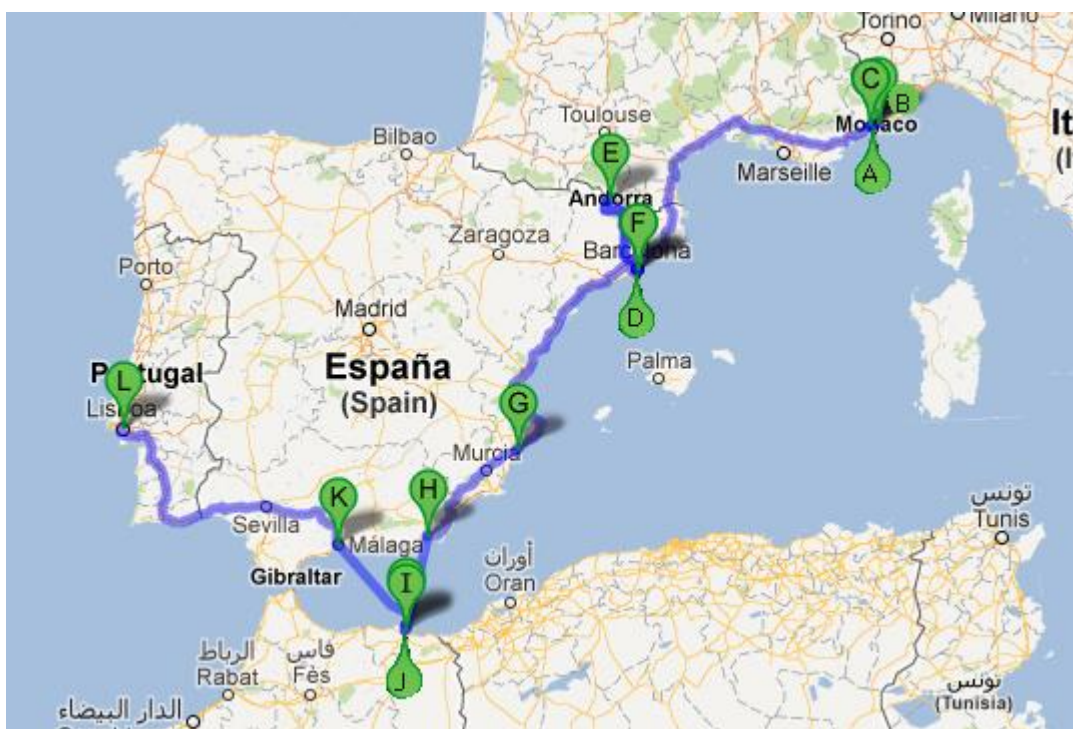 Torino
Milano
C
B
Monaco
Toulouse
Marseille
A
It
(I
Bilbao
E
Andorra
F
Zaragoza
Barcelona
D
Porto
Madrid
España
(Spain)
Palma
Portugal
L
Lisboa
G
Murcia
H
K
Sevilla
Málaga
Gibraltar
I
J
وهران
Oran
تونس
Tunis
الرباط
Rabat
فاس
Fès
الدار البيضاء
تونس
(Tunisia)